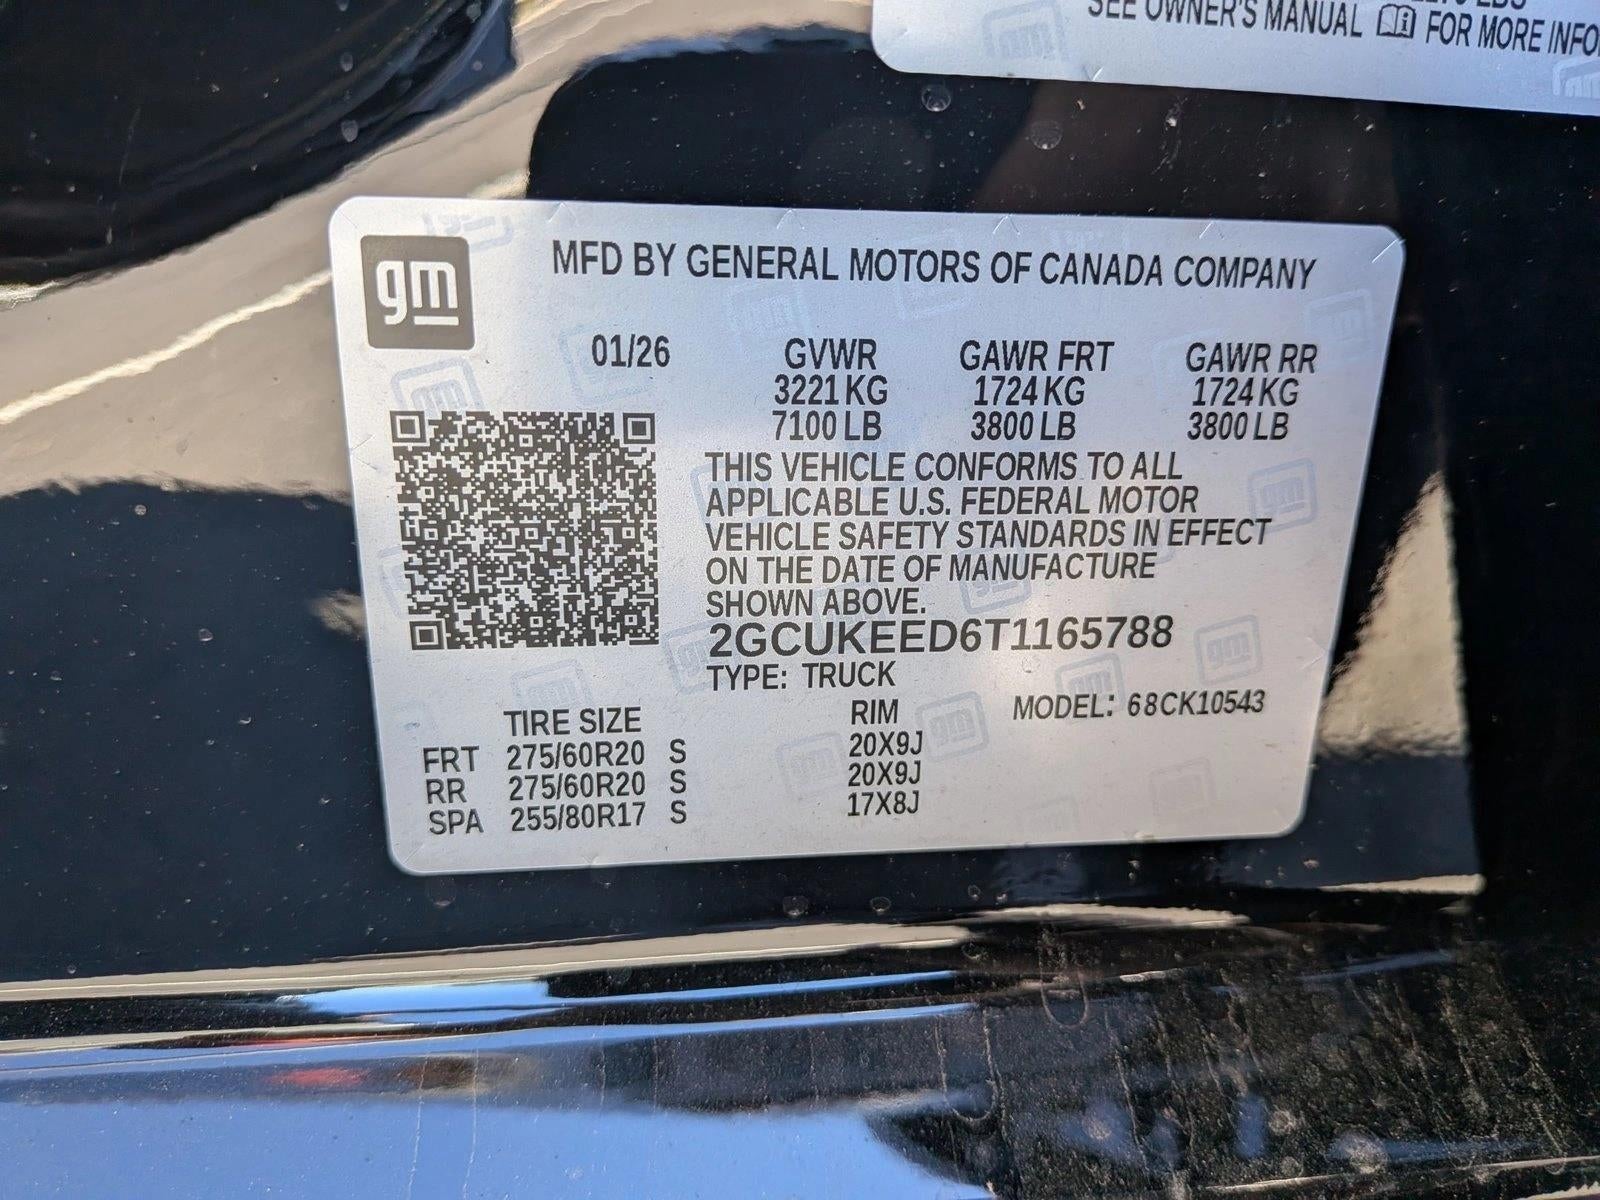 SEE OWNER'S MANUAL FOR MORE
gm
MFD BY GENERAL MOTORS OF CANADA COMPANY
01/26 GVWR GAWR FRT GAWR RR
3221 KG 1724 KG 1724 KG
7100 LB 3800 LB 3800 LB
THIS VEHICLE CONFORMS TO ALL
APPLICABLE U.S. FEDERAL MOTOR
VEHICLE SAFETY STANDARDS IN EFFECT
ON THE DATE OF MANUFACTURE
SHOWN ABOVE.
2GCUKEED6T1165788
TYPE: TRUCK
MODEL: 68CK10543
TIRE SIZE RIM
FRT 275/60R20 S 20X9J
RR 275/60R20 S 20X9J
SPA 255/80R17 S 17X8J